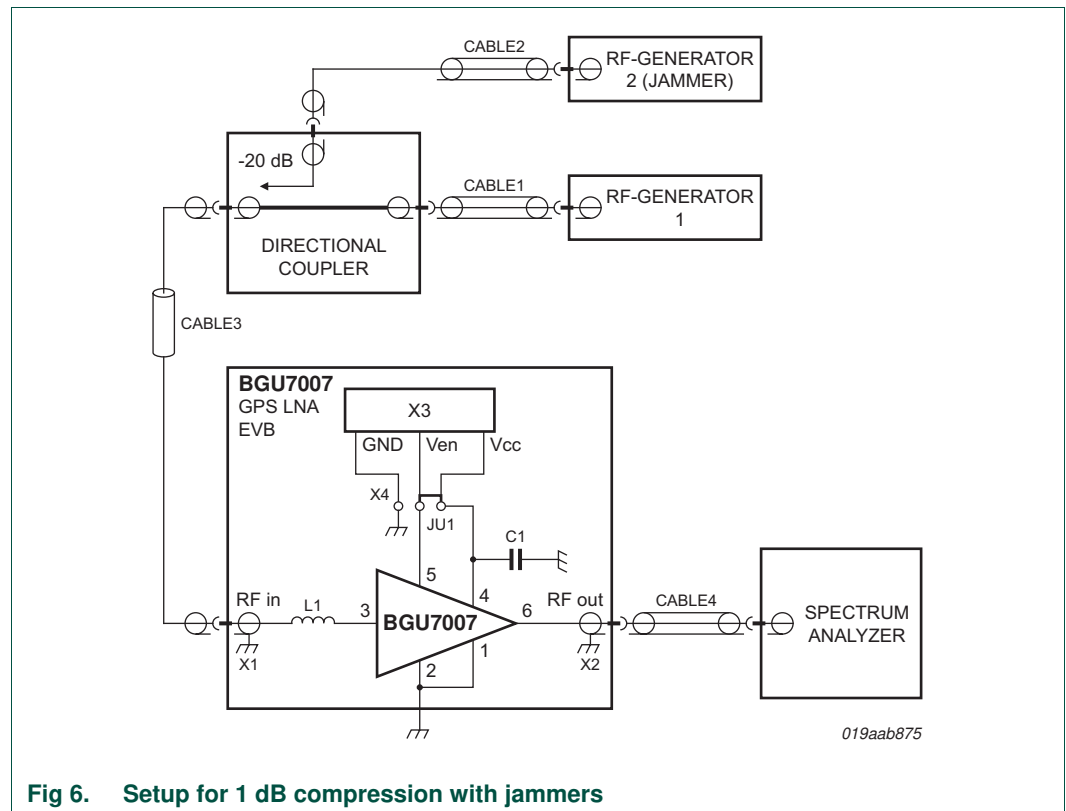 CABLE2
RF-GENERATOR
2 (JAMMER)
-20 dB
CABLE1
RF-GENERATOR
1
DIRECTIONAL
COUPLER
CABLE3
BGU7007
GPS LNA
EVB
X3
GND
Ven
Vcc
X4
JU1
C1
5
4
RF in
L1
3
BGU7007
6
RF out
CABLE4
SPECTRUM
ANALYZER
X1
2
1
X2
019aab875
Fig 6. Setup for 1 dB compression with jammers